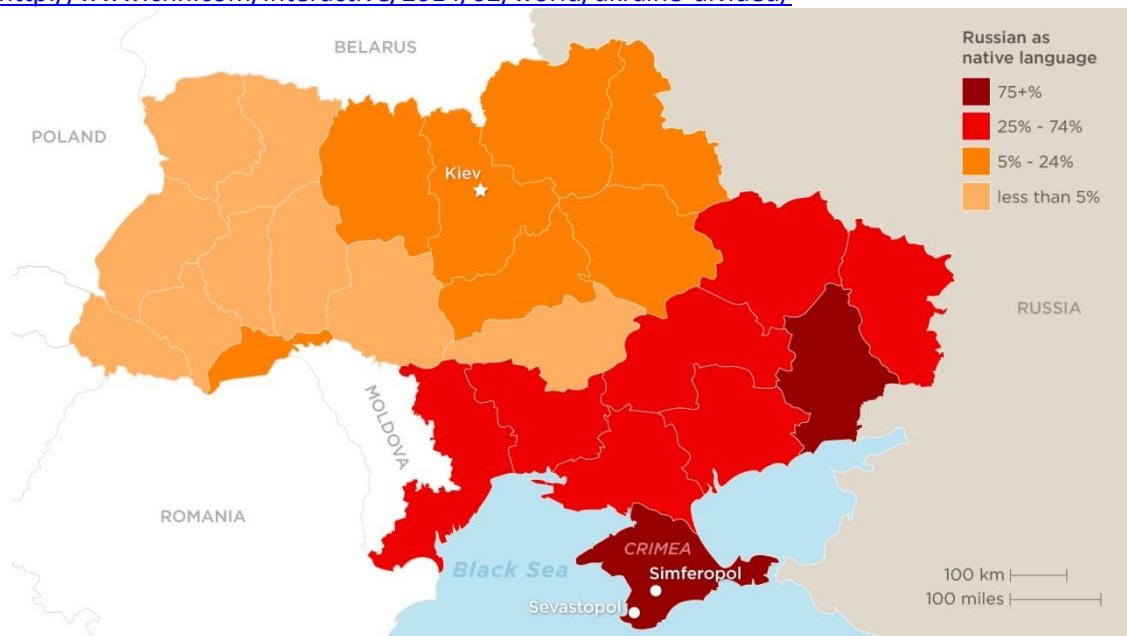 BELARUS
Russian as
native language
75+%
25% - 74%
5% - 24%
less than 5%
POLAND
Kiev
RUSSIA
MOLDOVA
ROMANIA
CRIMEA
Black Sea
Simferopol
Sevastopol
100 km
100 miles